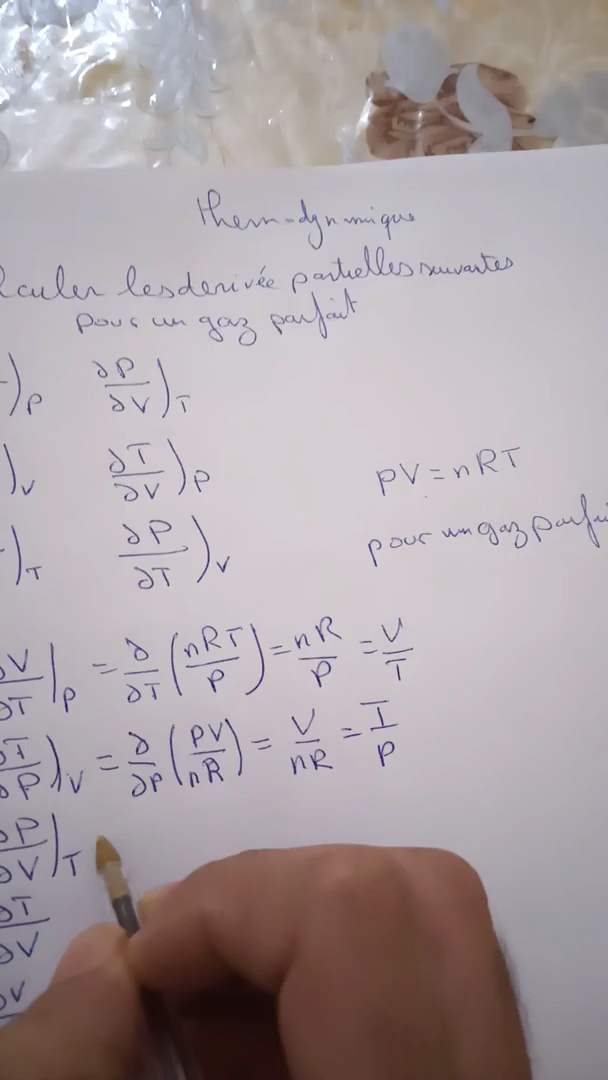 thermodynamique
lculer les derivée partielles suivantes
pour un gaz parfait
)P ∂P/∂V)T
)V ∂T/∂V)P
PV = nRT
)T ∂P/∂T)V
pour un gaz parfai
∂V/∂T|P = ∂/∂T (nRT/P) = nR/P = V/T
∂T/∂P)V = ∂/∂P (PV/nR) = V/nR = T/P
∂P/∂V)T
∂T/∂V
∂V